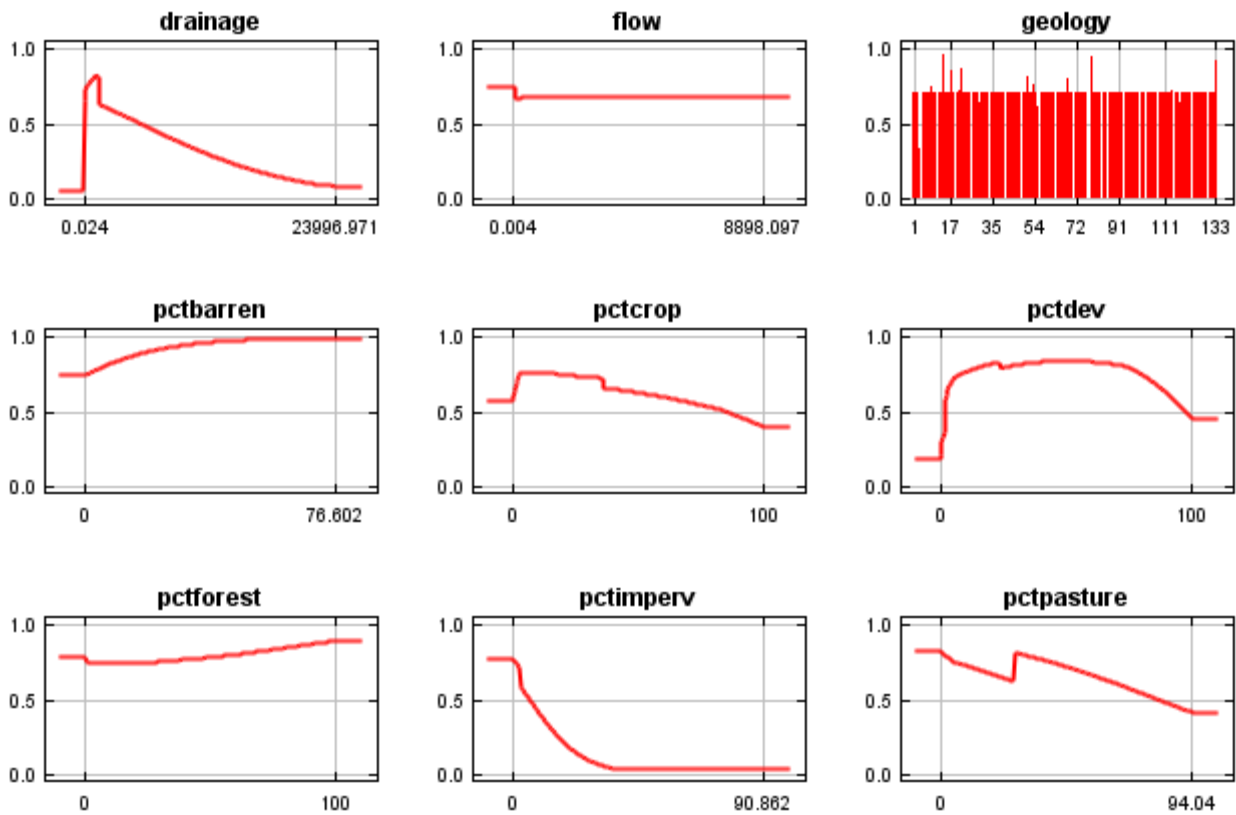 drainage flow geology
1.0 1.0 1.0
0.5 0.5 0.5
0.0 0.0 0.0
0.024 23996.971 0.004 8898.097 1 17 35 54 72 91 111 133
pctbarren pctcrop pctdev
1.0 1.0 1.0
0.5 0.5 0.5
0.0 0.0 0.0
0 76.602 0 100 0 100
pctforest pctimperv pctpasture
1.0 1.0 1.0
0.5 0.5 0.5
0.0 0.0 0.0
0 100 0 90.862 0 94.04